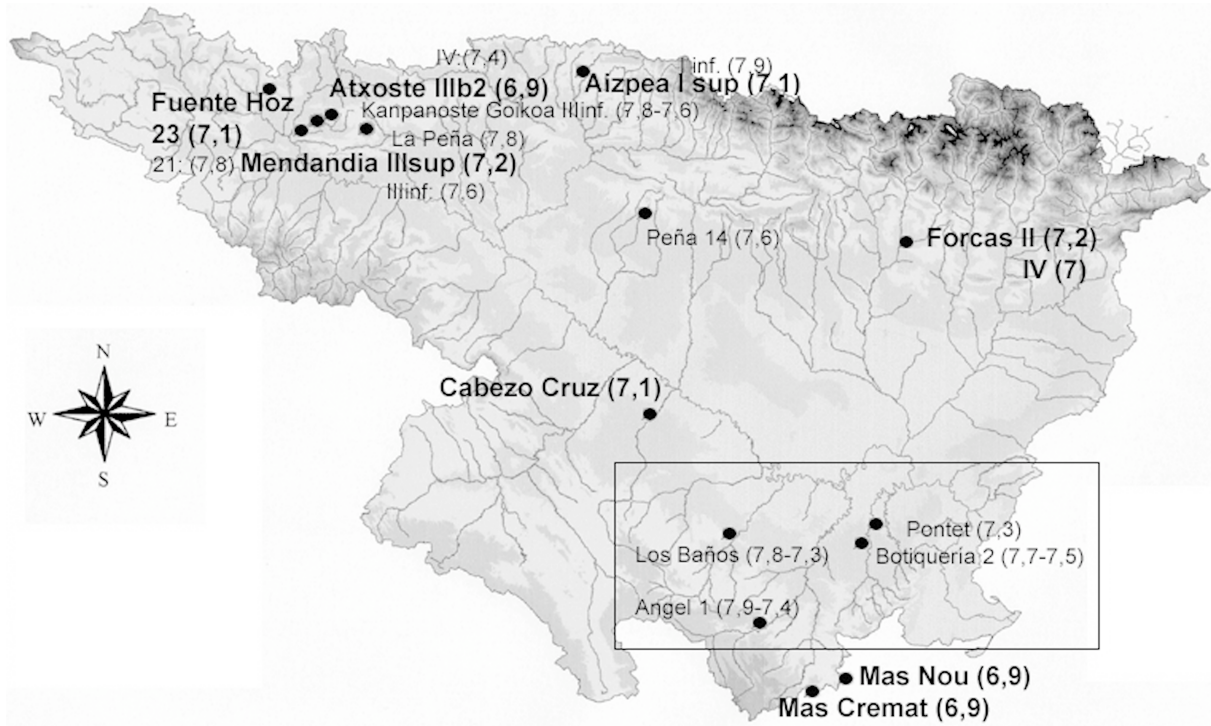 IV:(7,4)
I inf. (7,9)
Atxoste IIIb2 (6,9)
Aizpea I sup (7,1)
Fuente Hoz
23 (7,1)
Kanpanoste Goikoa IIIinf. (7,8-7,6)
La Peña (7,8)
21: (7,8)
Mendandia IIIsup (7,2)
IIIinf: (7,6)
Peña 14 (7,6)
Forcas II (7,2)
IV (7)
N
W
E
S
Cabezo Cruz (7,1)
Pontet (7,3)
Los Baños (7,8-7,3)
Botiquería 2 (7,7-7,5)
Angel 1 (7,9-7,4)
Mas Nou (6,9)
Mas Cremat (6,9)